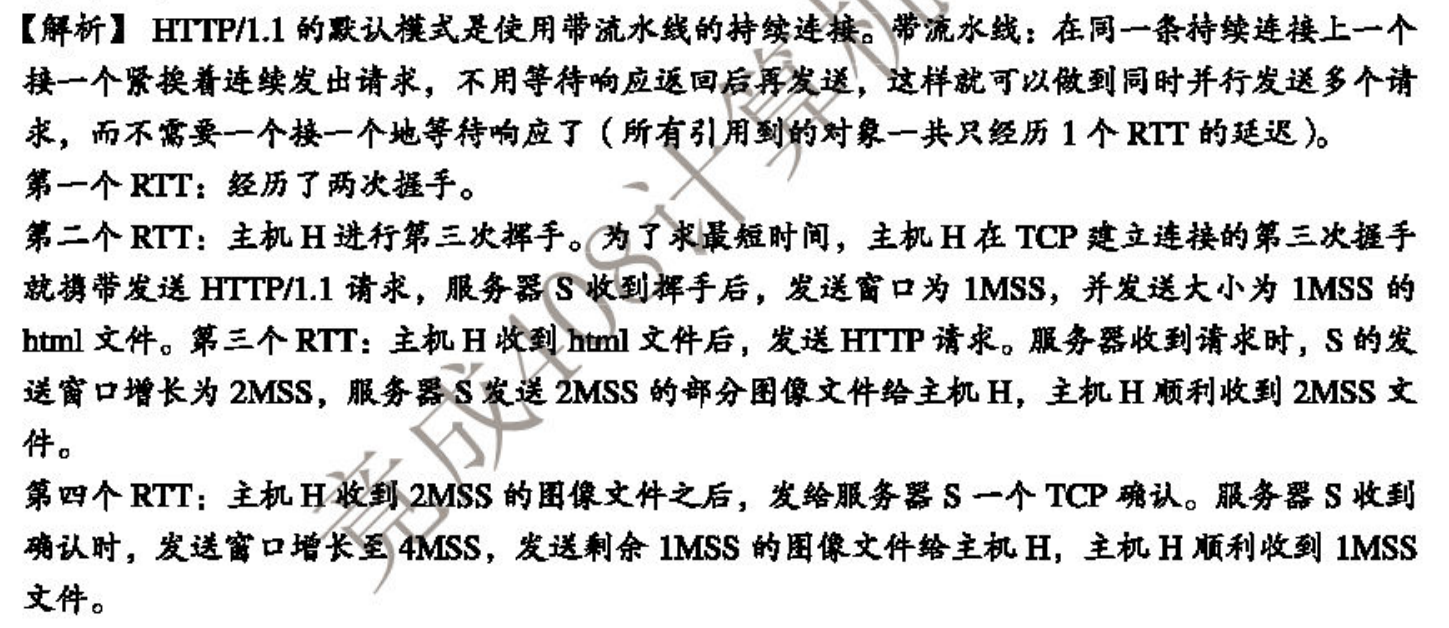 【解析】 HTTP/1.1 的默认模式是使用带流水线的持续连接。带流水线：在同一条持续连接上一个
接一个紧挨着连续发出请求，不用等待响应返回后再发送，这样就可以做到同时并行发送多个请
求，而不需要一个接一个地等待响应了（所有引用到的对象一共只经历 1 个 RTT 的延迟）。
第一个 RTT：经历了两次握手。
第二个 RTT：主机 H 进行第三次挥手。为了求最短时间，主机 H 在 TCP 建立连接的第三次握手
就携带发送 HTTP/1.1 请求，服务器 S 收到挥手后，发送窗口为 1MSS，并发送大小为 1MSS 的
html 文件。第三个 RTT：主机 H 收到 html 文件后，发送 HTTP 请求。服务器收到请求时，S 的发
送窗口增长为 2MSS，服务器 S 发送 2MSS 的部分图像文件给主机 H，主机 H 顺利收到 2MSS 文
件。
第四个 RTT：主机 H 收到 2MSS 的图像文件之后，发给服务器 S 一个 TCP 确认。服务器 S 收到
确认时，发送窗口增长至 4MSS，发送剩余 1MSS 的图像文件给主机 H，主机 H 顺利收到 1MSS
文件。
竟成408计算机